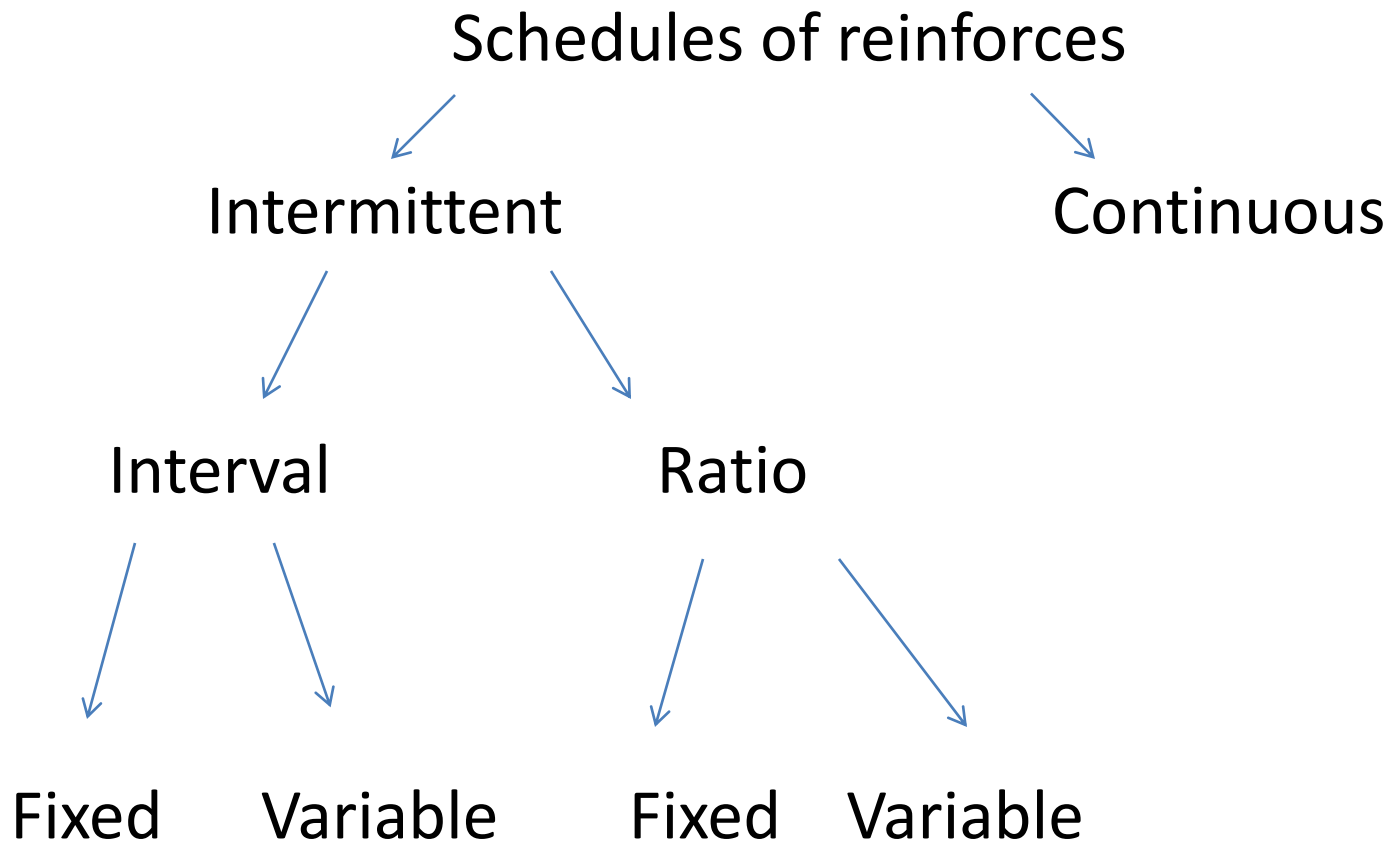 Schedules of reinforces
Intermittent Continuous
Interval Ratio
Fixed Variable Fixed Variable